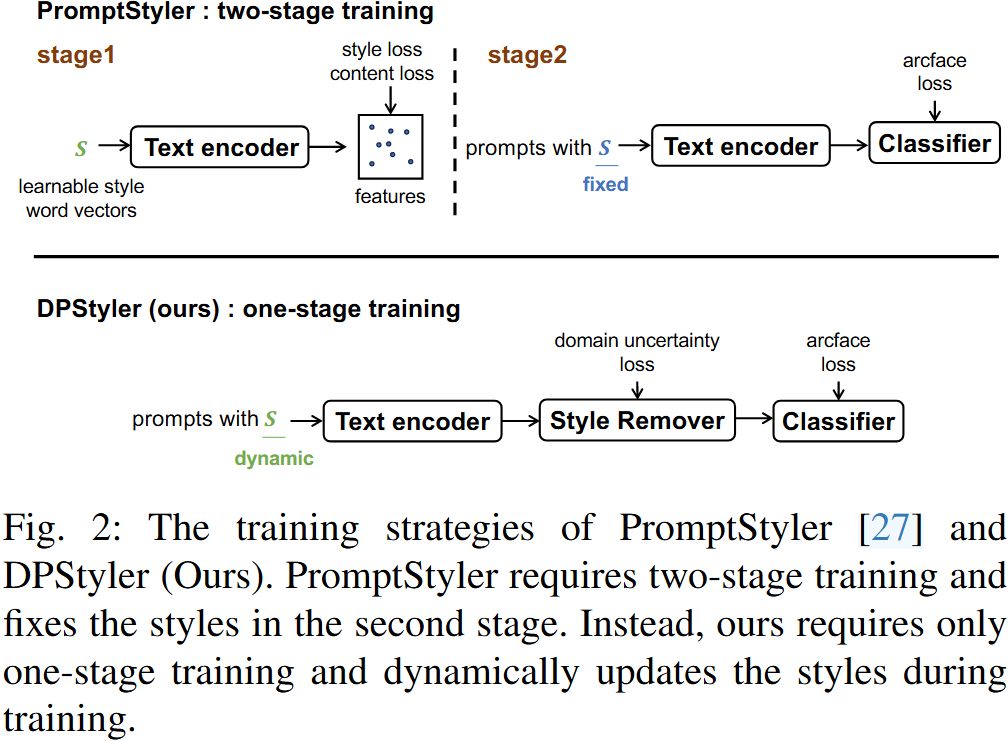 PromptStyler : two-stage training
stage1
style loss
content loss
S
Text encoder
learnable style
word vectors
features
stage2
arcface
loss
prompts with S
Text encoder
Classifier
fixed
DPStyler (ours) : one-stage training
domain uncertainty
loss
arcface
loss
prompts with S
Text encoder
Style Remover
Classifier
dynamic
Fig. 2: The training strategies of PromptStyler [27] and
DPStyler (Ours). PromptStyler requires two-stage training and
fixes the styles in the second stage. Instead, ours requires only
one-stage training and dynamically updates the styles during
training.